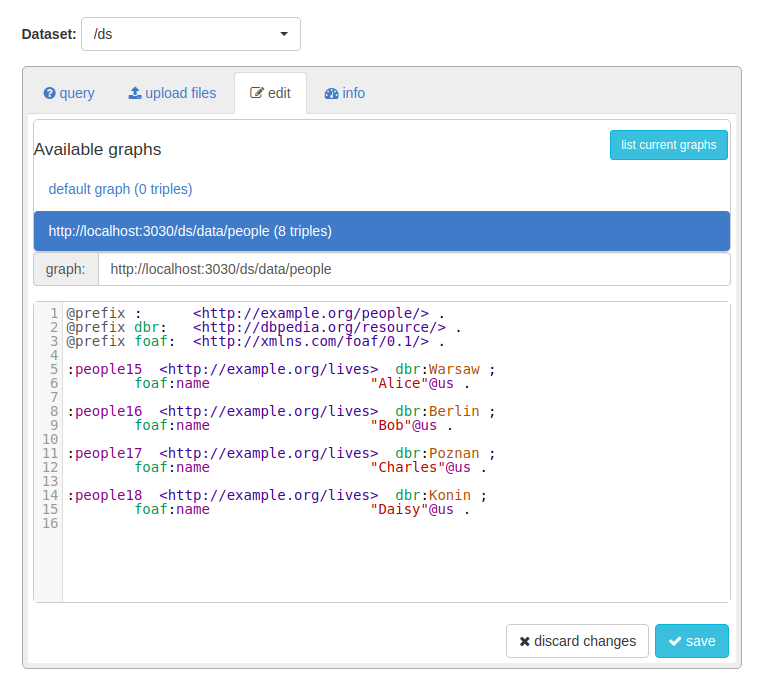 Dataset: /ds
query upload files edit info
Available graphs list current graphs
default graph (0 triples)
http://localhost:3030/ds/data/people (8 triples)
graph: http://localhost:3030/ds/data/people
1 @prefix :      <http://example.org/people/> .
2 @prefix dbr:   <http://dbpedia.org/resource/> .
3 @prefix foaf:  <http://xmlns.com/foaf/0.1/> .
4
5 :people15  <http://example.org/lives>  dbr:Warsaw ;
6         foaf:name                   "Alice"@us .
7
8 :people16  <http://example.org/lives>  dbr:Berlin ;
9         foaf:name                   "Bob"@us .
10
11 :people17  <http://example.org/lives>  dbr:Poznan ;
12         foaf:name                   "Charles"@us .
13
14 :people18  <http://example.org/lives>  dbr:Konin ;
15         foaf:name                   "Daisy"@us .
16
discard changes save